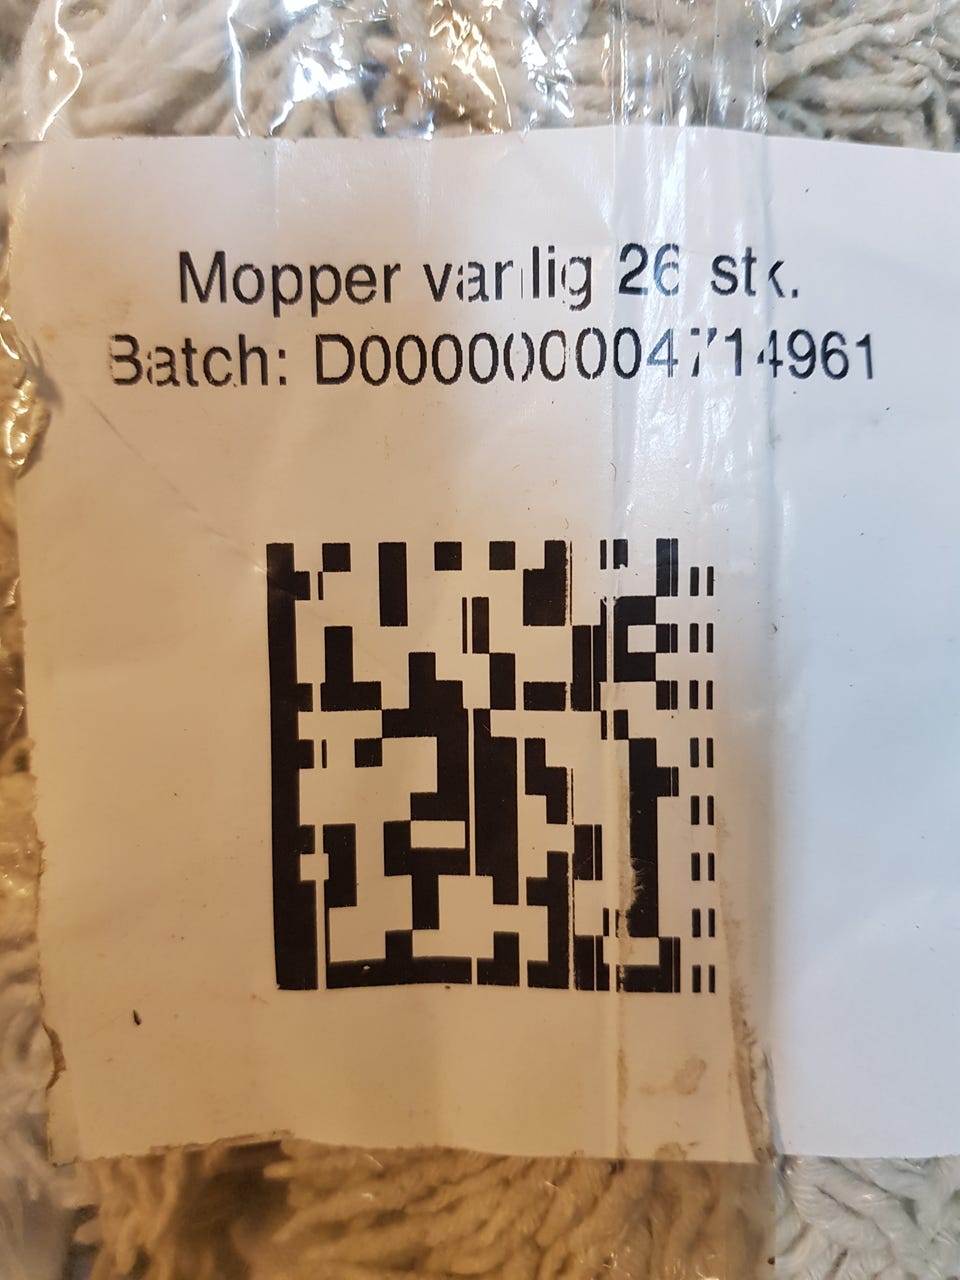 Mopper vanlig 26 stk.
Batch: D000000004714961